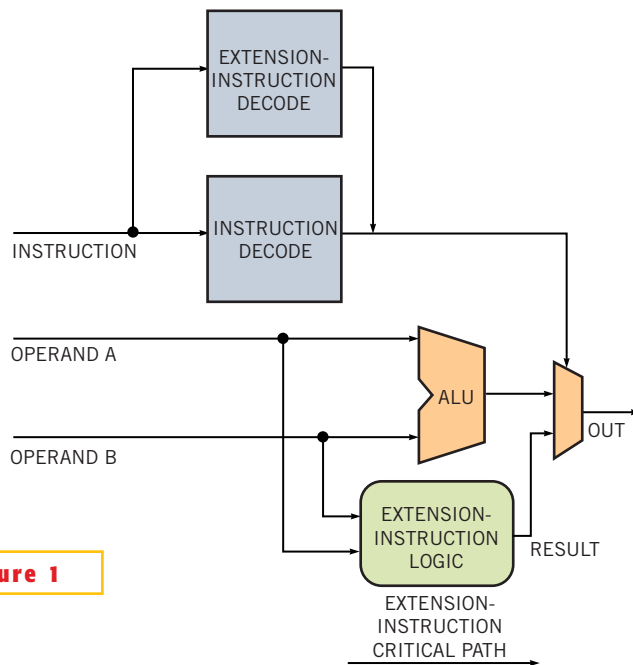 EXTENSION-
INSTRUCTION
DECODE
INSTRUCTION
DECODE
INSTRUCTION
OPERAND A
ALU
OUT
OPERAND B
EXTENSION-
INSTRUCTION
LOGIC
RESULT
ure 1
EXTENSION-
INSTRUCTION
CRITICAL PATH